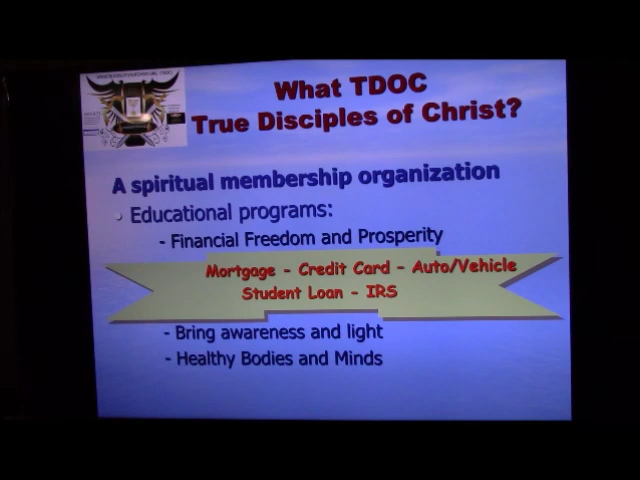 What TDOC
True Disciples of Christ?
A spiritual membership organization
• Educational programs:
- Financial Freedom and Prosperity
Mortgage - Credit Card - Auto/Vehicle
Student Loan - IRS
- Bring awareness and light
- Healthy Bodies and Minds